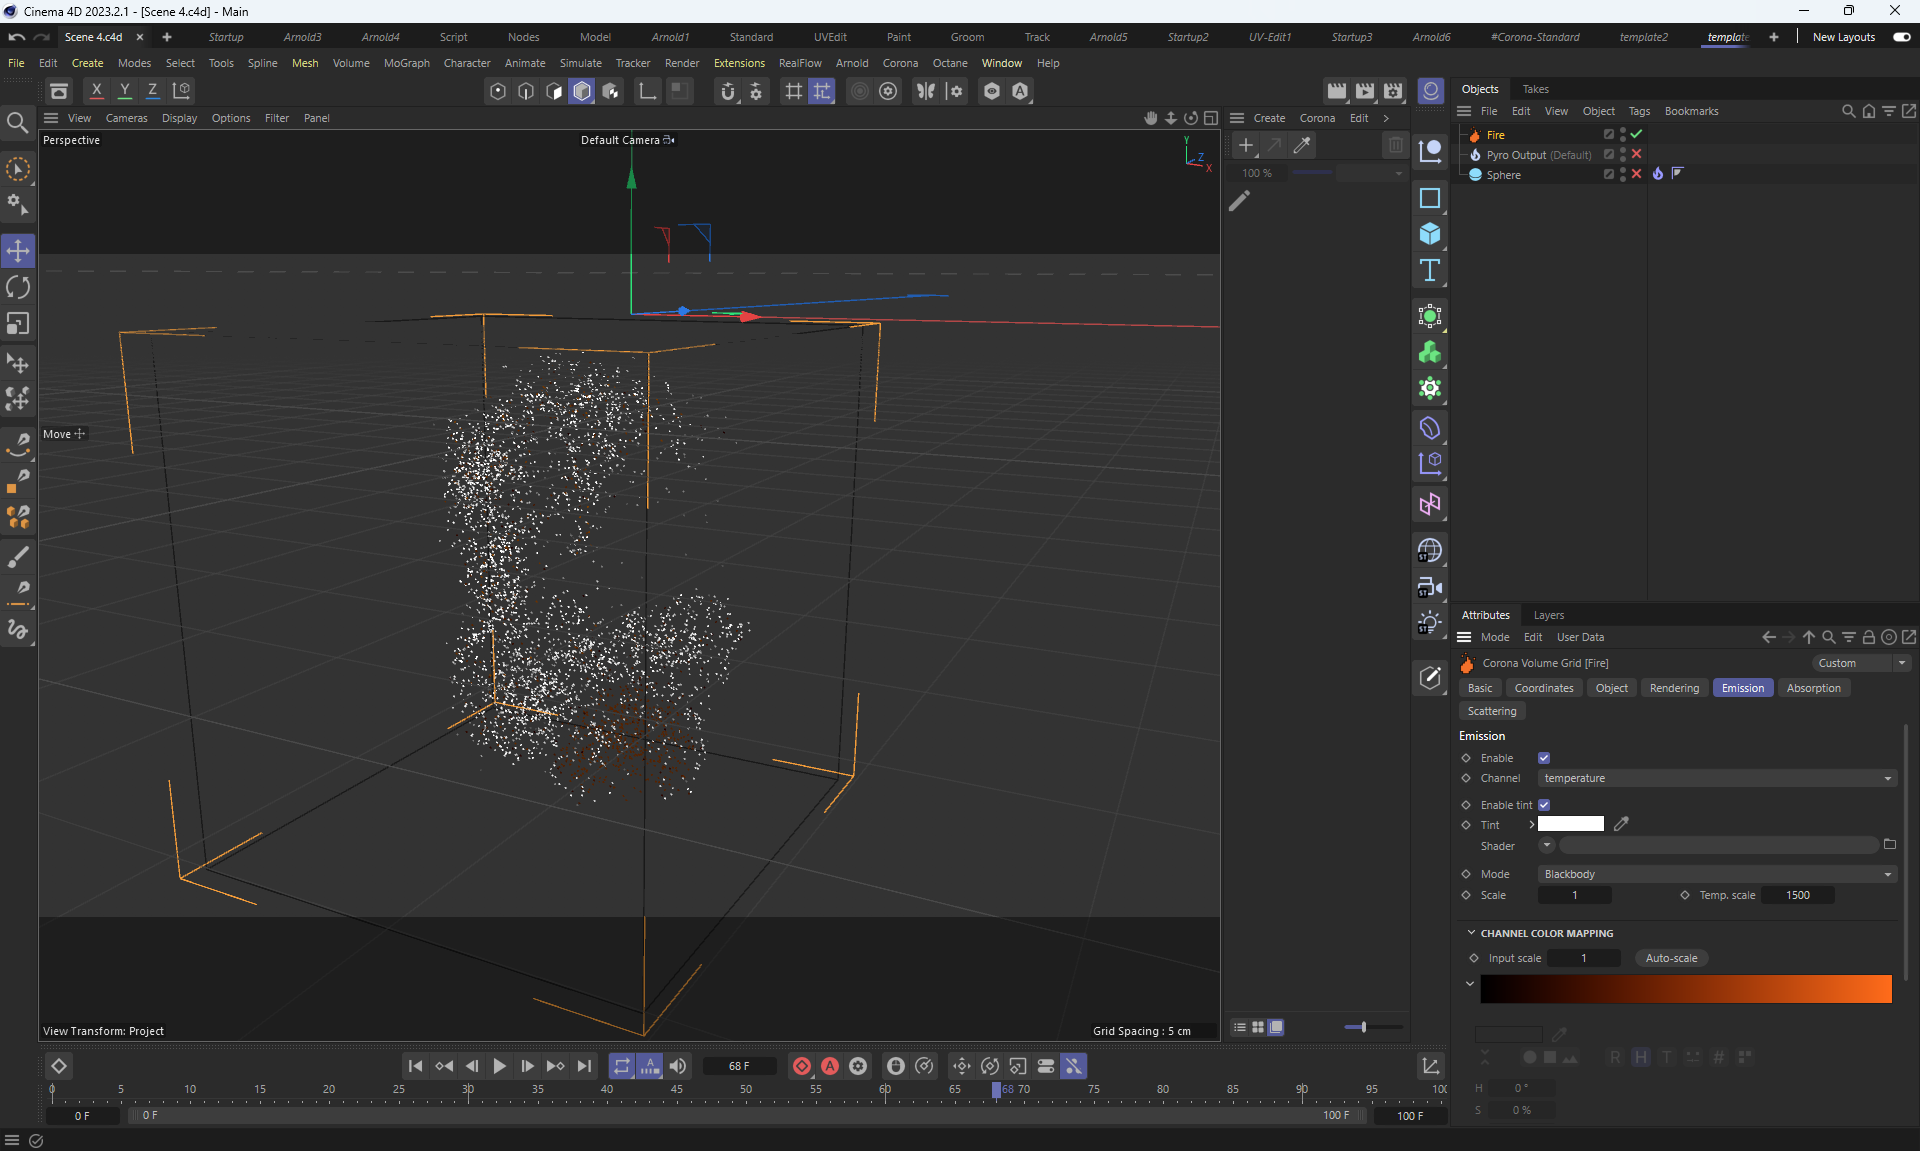 Cinema 4D 2023.2.1 - [Scene 4.c4d] - Main
Scene 4.c4d × + Startup Arnold3 Arnold4 Script Nodes Model Arnold1 Standard UVEdit Paint Groom Track Arnold5 Startup2 UV-Edit1 Startup3 Arnold6 #Corona-Standard template2 template + New Layouts
File Edit Create Modes Select Tools Spline Mesh Volume MoGraph Character Animate Simulate Tracker Render Extensions RealFlow Arnold Corona Octane Window Help
X Y Z
Objects Takes
View Cameras Display Options Filter Panel
Create Corona Edit >
File Edit View Object Tags Bookmarks
Perspective
Default Camera
Y
Z
X
100 %
Fire
Pyro Output (Default)
Sphere
Move
ST
ST
ST
Attributes Layers
Mode Edit User Data
Corona Volume Grid [Fire]
Custom
Basic Coordinates Object Rendering Emission Absorption
Scattering
Emission
Enable
Channel temperature
Enable tint
Tint
Shader
Mode Blackbody
Scale 1 Temp. scale 1500
CHANNEL COLOR MAPPING
Input scale 1 Auto-scale
R H T #
H 0 °
S 0 %
View Transform: Project
Grid Spacing : 5 cm
A
68 F
A
0 5 10 15 20 25 30 35 40 45 50 55 60 68 70 75 80 85 90 95 100
0 F
0 F
100 F
100 F